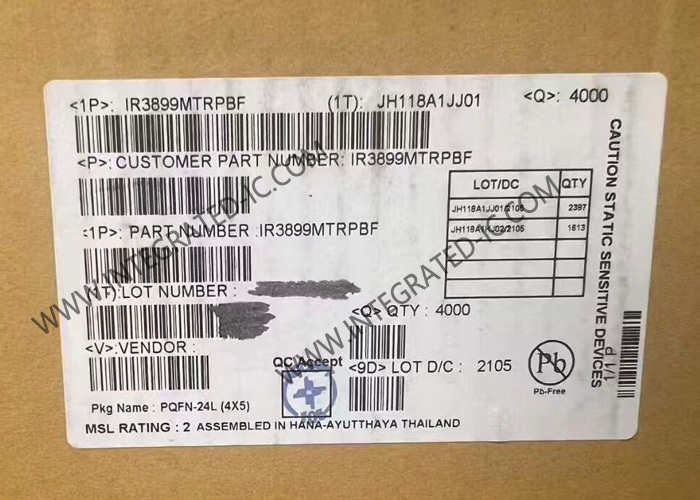 <1P>: IR3899MTRPBF (1T): JH118A1JJ01 <Q>: 4000
<P>: CUSTOMER PART NUMBER: IR3899MTRPBF
<1P>: PART NUMBER :IR3899MTRPBF
LOT/DC QTY
JH118A1JJ01/2105 2387
JH118A1KJ02/2105 1613
(1T):LOT NUMBER :
<Q> QTY : 4000
<V>:VENDOR :
QC Accept
<9D> LOT D/C : 2105
Pb
Pb-Free
Pkg Name : PQFN-24L (4X5)
MSL RATING : 2 ASSEMBLED IN HANA-AYUTTHAYA THAILAND
CAUTION STATIC SENSITIVE DEVICES
1/1 P
WWW.INTEGRATED-IC.COM
WWW.INTEGRATED-IC.COM